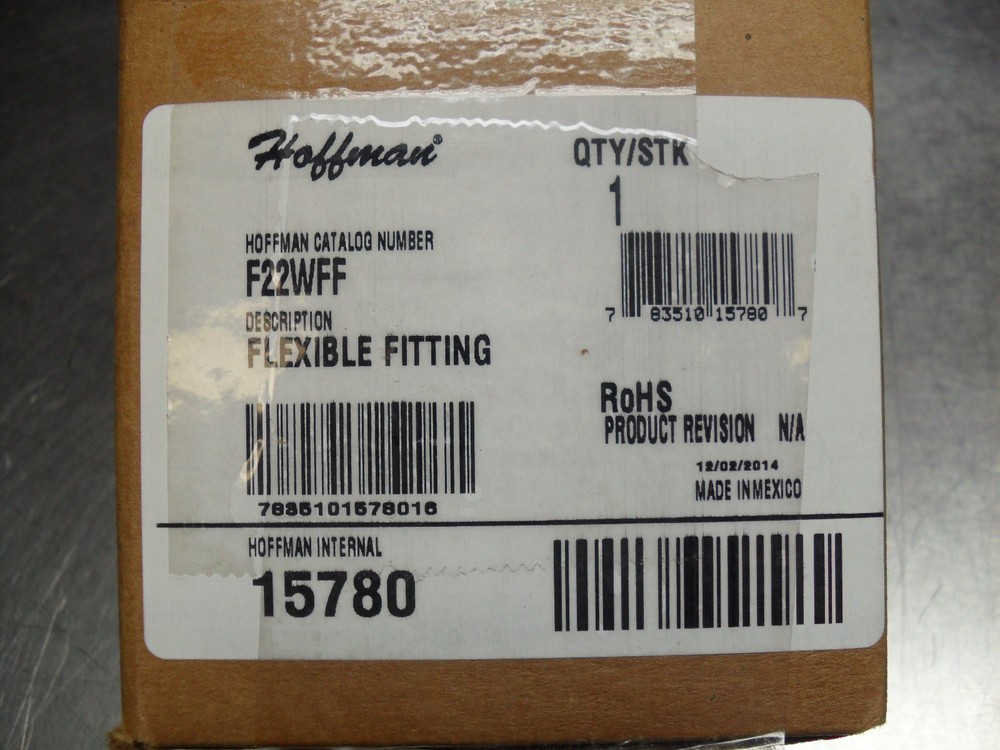 Hoffman®
QTY/STK
1
HOFFMAN CATALOG NUMBER
F22WFF
7 83510 15780 7
DESCRIPTION
FLEXIBLE FITTING
RoHS
PRODUCT REVISION N/A
12/02/2014
MADE IN MEXICO
7835101578016
HOFFMAN INTERNAL
15780